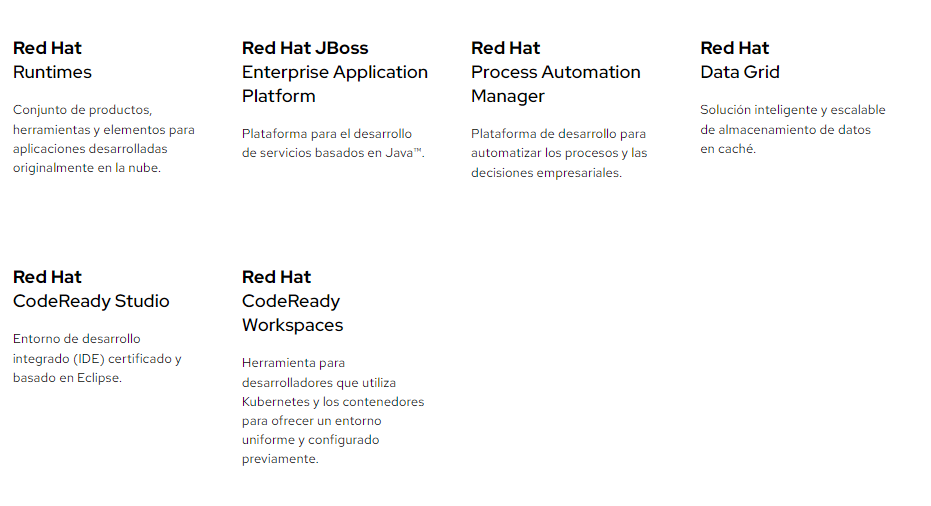 Red Hat
Runtimes
Conjunto de productos,
herramientas y elementos para
aplicaciones desarrolladas
originalmente en la nube.
Red Hat JBoss
Enterprise Application
Platform
Plataforma para el desarrollo
de servicios basados en Java™.
Red Hat
Process Automation
Manager
Plataforma de desarrollo para
automatizar los procesos y las
decisiones empresariales.
Red Hat
Data Grid
Solución inteligente y escalable
de almacenamiento de datos
en caché.
Red Hat
CodeReady Studio
Entorno de desarrollo
integrado (IDE) certificado y
basado en Eclipse.
Red Hat
CodeReady
Workspaces
Herramienta para
desarrolladores que utiliza
Kubernetes y los contenedores
para ofrecer un entorno
uniforme y configurado
previamente.